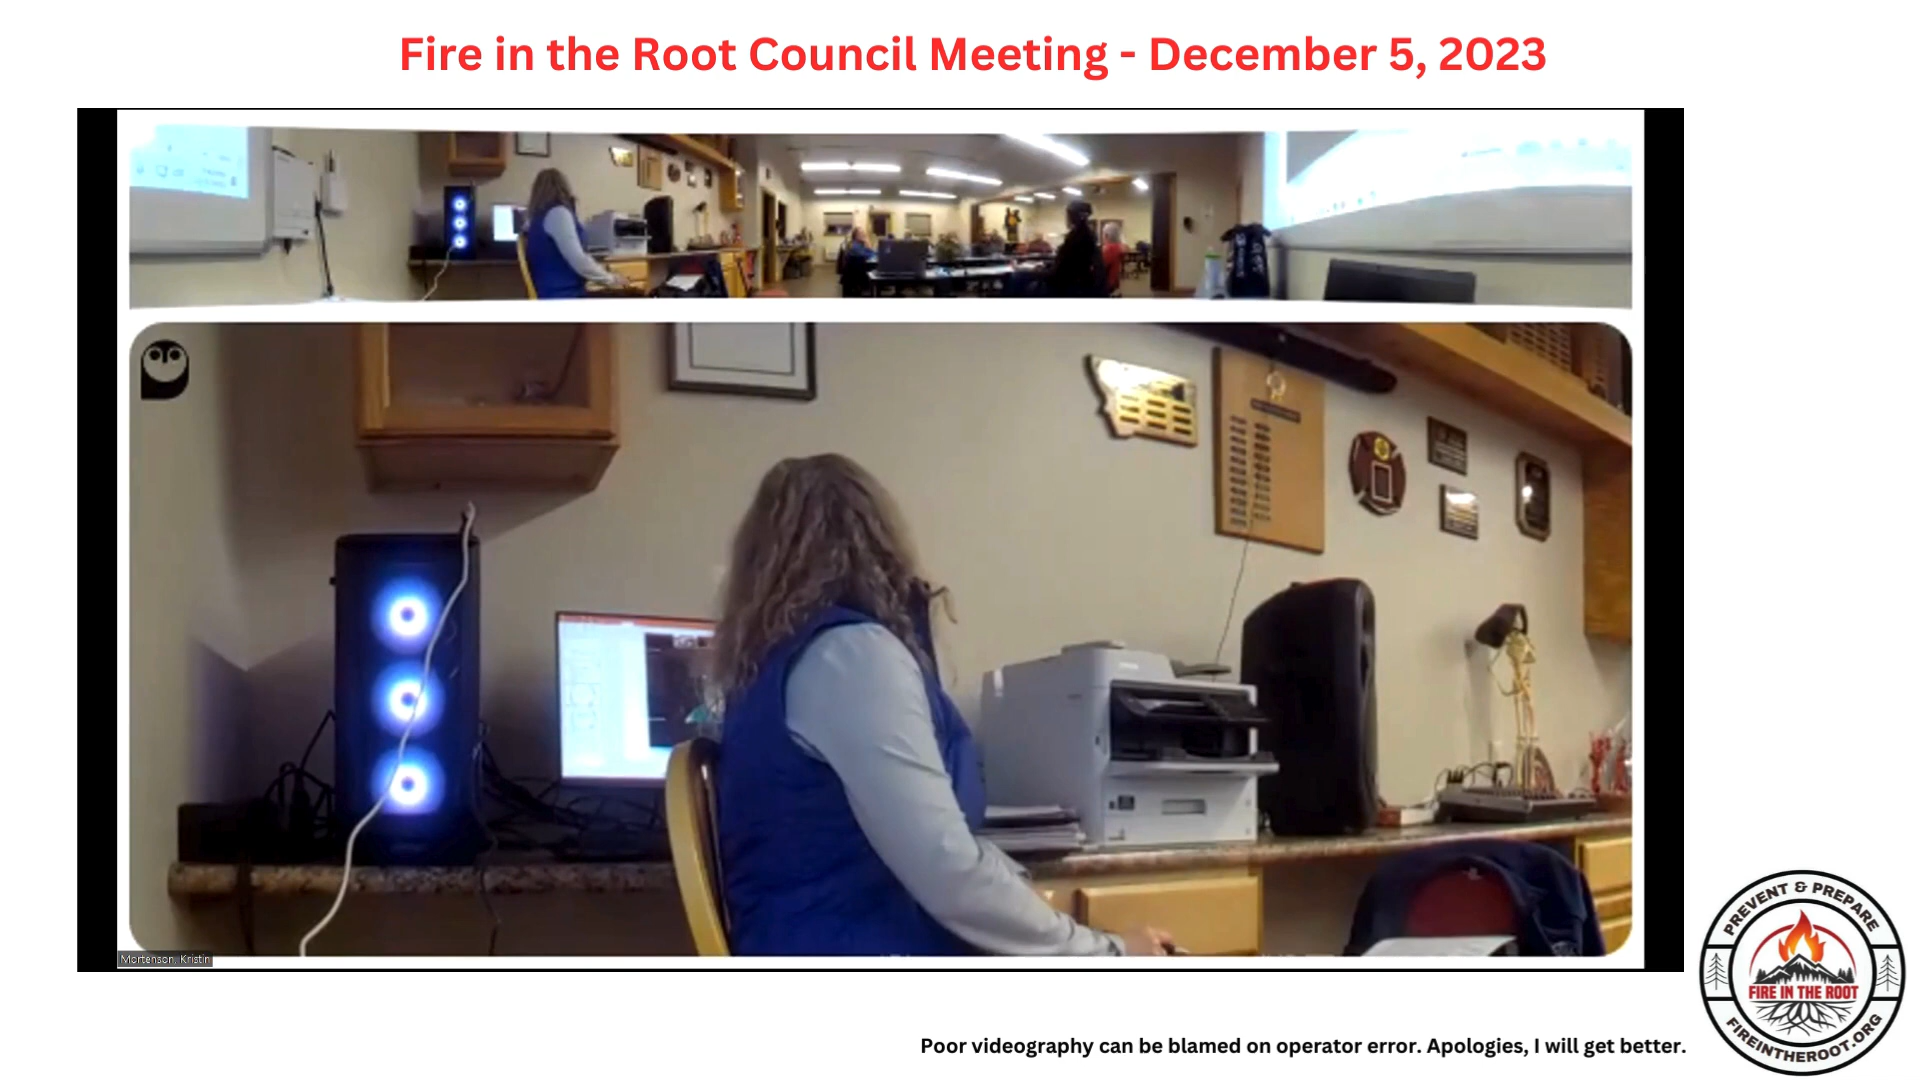 Fire in the Root Council Meeting - December 5, 2023
Mortenson, Kristin
PREVENT & PREPARE
FIRE IN THE ROOT
FIREINTHEROOT.ORG
Poor videography can be blamed on operator error. Apologies, I will get better.